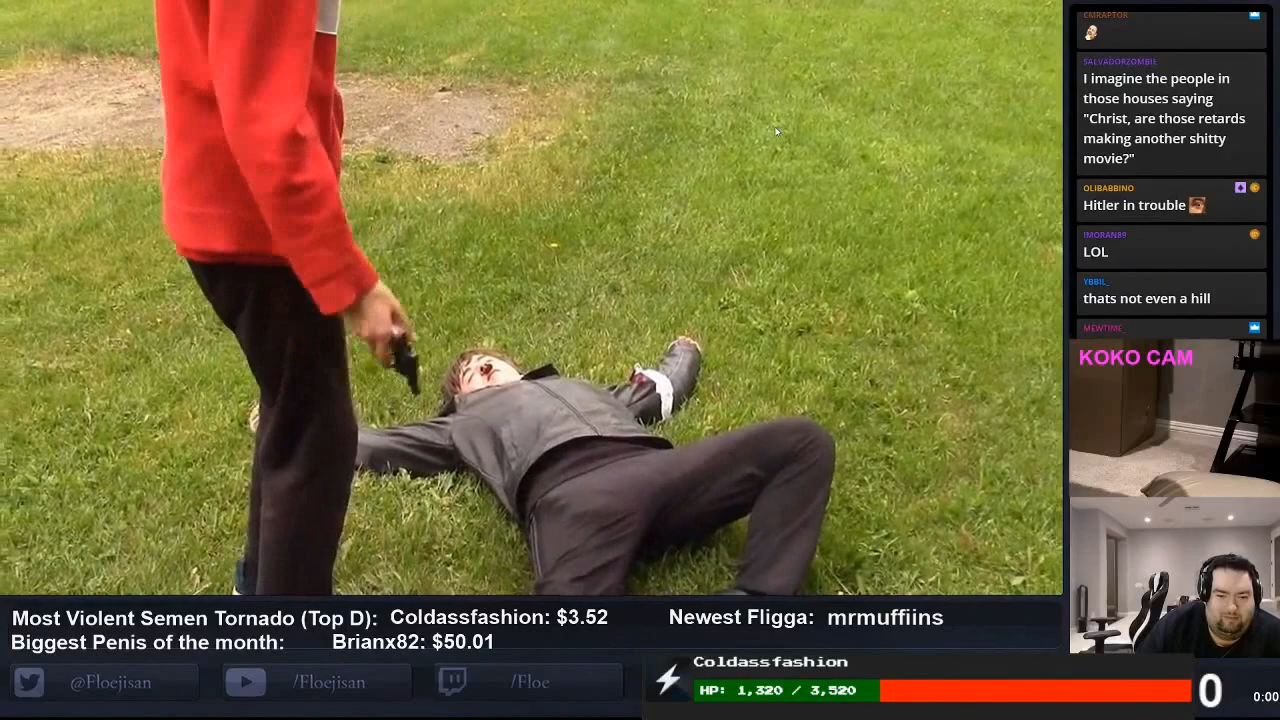 CMRAPTOR
SALVADORZOMBIE
I imagine the people in
those houses saying
"Christ, are those retards
making another shitty
movie?"
OLIBABBINO
Hitler in trouble
IMORAN89
LOL
YBBIL_
thats not even a hill
MEWTIME_
KOKO CAM
Most Violent Semen Tornado (Top D): Coldassfashion: $3.52
Newest Fligga: mrmuffiins
Biggest Penis of the month: Brianx82: $50.01
@Floejisan
/Floejisan
/Floe
Coldassfashion
HP: 1,320 / 3,520
0
0:00